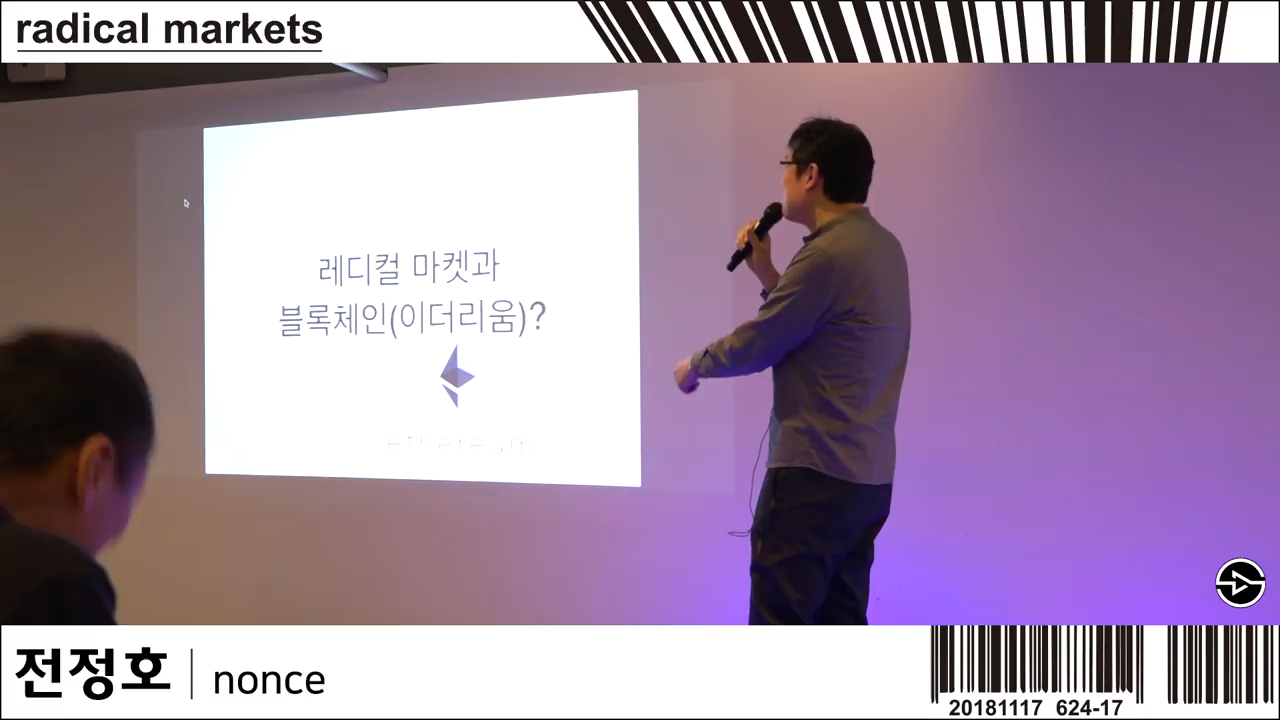 radical markets
레디컬 마켓과
블록체인(이더리움)?
ethereum
전정호 | nonce
20181117 624-17